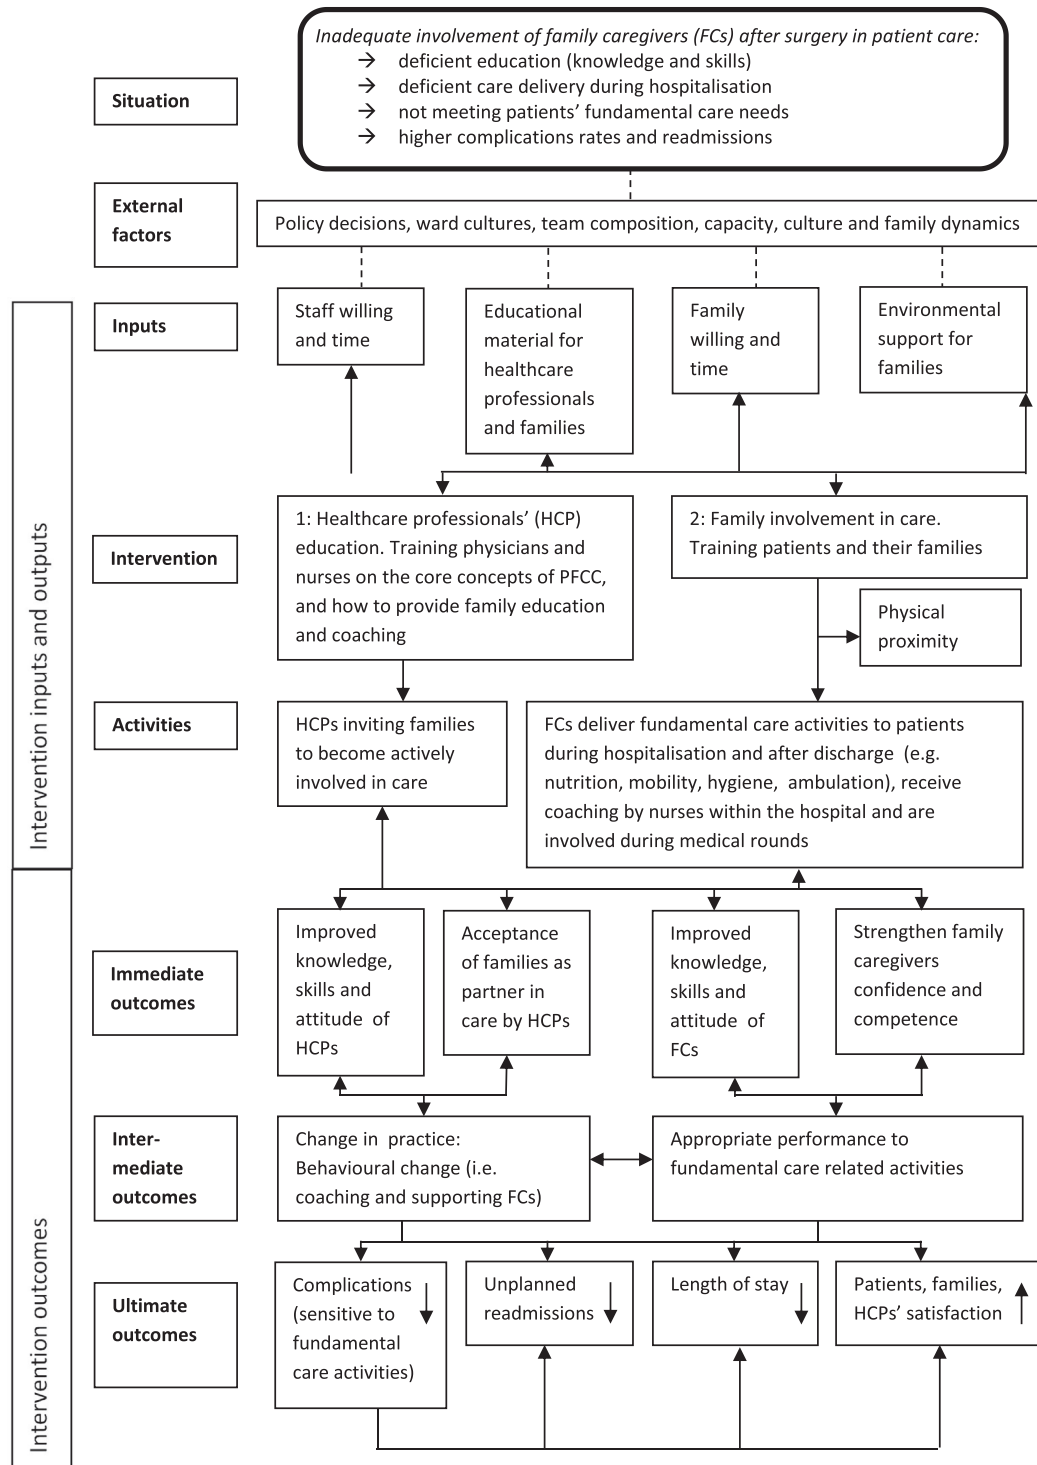 Inadequate involvement of family caregivers (FCs) after surgery in patient care:
→ deficient education (knowledge and skills)
→ deficient care delivery during hospitalisation
→ not meeting patients’ fundamental care needs
→ higher complications rates and readmissions
Situation
External
factors
Policy decisions, ward cultures, team composition, capacity, culture and family dynamics
Intervention inputs and outputs
Inputs
Staff willing
and time
Educational
material for
healthcare
professionals
and families
Family
willing and
time
Environmental
support for
families
Intervention
1: Healthcare professionals’ (HCP)
education. Training physicians and
nurses on the core concepts of PFCC,
and how to provide family education
and coaching
2: Family involvement in care.
Training patients and their families
Physical
proximity
Activities
HCPs inviting families
to become actively
involved in care
FCs deliver fundamental care activities to patients
during hospitalisation and after discharge (e.g.
nutrition, mobility, hygiene, ambulation), receive
coaching by nurses within the hospital and are
involved during medical rounds
Intervention outcomes
Immediate
outcomes
Improved
knowledge,
skills and
attitude of
HCPs
Acceptance
of families as
partner in
care by HCPs
Improved
knowledge,
skills and
attitude of
FCs
Strengthen family
caregivers
confidence and
competence
Inter-
mediate
outcomes
Change in practice:
Behavioural change (i.e.
coaching and supporting FCs)
Appropriate performance to
fundamental care related activities
Ultimate
outcomes
Complications
(sensitive to
fundamental
care activities)
Unplanned
readmissions
Length of stay
Patients, families,
HCPs’ satisfaction